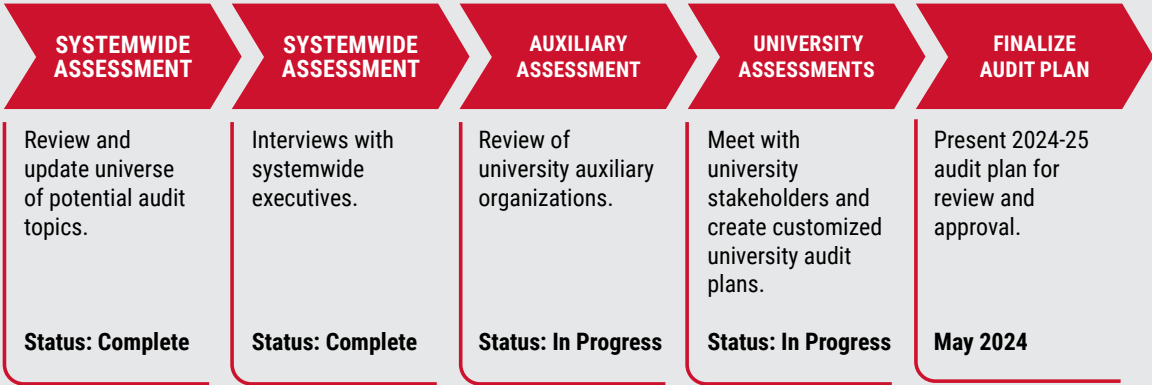 SYSTEMWIDE
ASSESSMENT
Review and
update universe
of potential audit
topics.
Status: Complete
SYSTEMWIDE
ASSESSMENT
Interviews with
systemwide
executives.
Status: Complete
AUXILIARY
ASSESSMENT
Review of
university auxiliary
organizations.
Status: In Progress
UNIVERSITY
ASSESSMENTS
Meet with
university
stakeholders and
create customized
university audit
plans.
Status: In Progress
FINALIZE
AUDIT PLAN
Present 2024-25
audit plan for
review and
approval.
May 2024